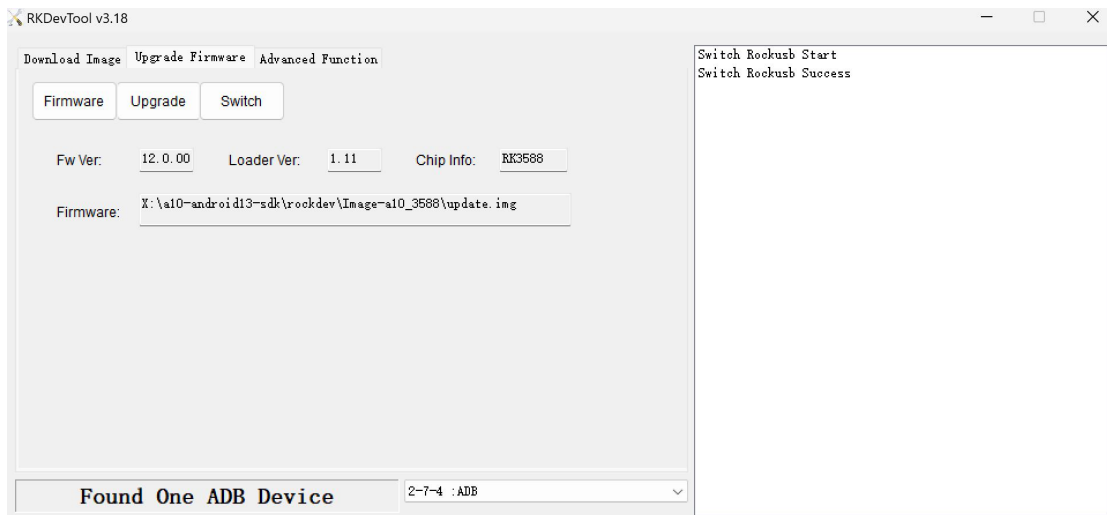 RKDevTool v3.18
Download Image Upgrade Firmware Advanced Function
Firmware Upgrade Switch
Fw Ver: 12.0.00 Loader Ver: 1.11 Chip Info: RK3588
Firmware: X:\a10-android13-sdk\rockdev\Image-a10_3588\update.img
Found One ADB Device 2-7-4 :ADB
Switch Rockusb Start
Switch Rockusb Success